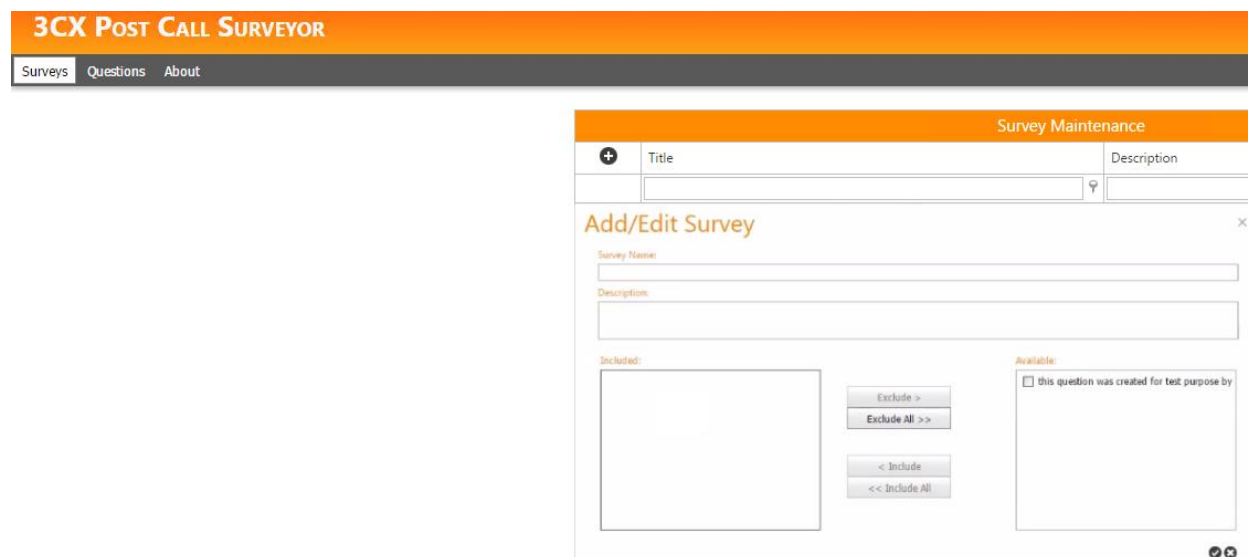 3CX POST CALL SURVEYOR
Surveys Questions About
Survey Maintenance
Title Description
Add/Edit Survey
Survey Name:
Description:
Included: Available:
this question was created for test purpose by
Exclude >
Exclude All >>
< Include
<< Include All